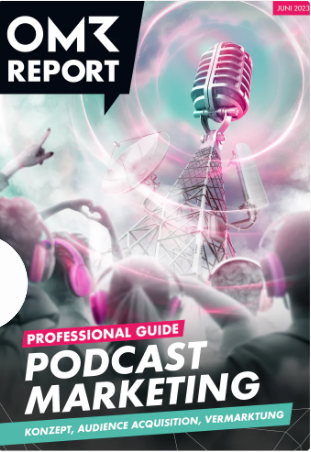 JUNI 2023
OMR
REPORT
PROFESSIONAL GUIDE
PODCAST
MARKETING
KONZEPT, AUDIENCE ACQUISITION, VERMARKTUNG